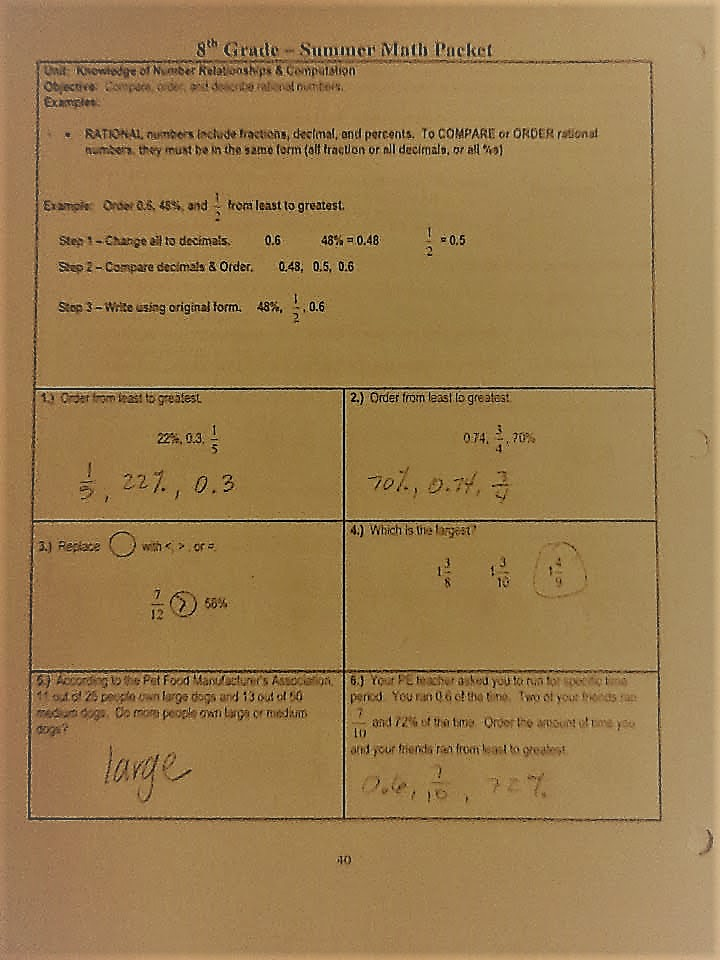 8th Grade – Summer Math Packet
Unit: Knowledge of Number Relationships & Computation
Objective: Compare, order, and describe rational numbers.
Examples:
• RATIONAL numbers include fractions, decimal, and percents. To COMPARE or ORDER rational
numbers, they must be in the same form (all fraction or all decimals, or all %s)
Example: Order 0.6, 48%, and 1/2 from least to greatest.
Step 1 – Change all to decimals. 0.6 48% = 0.48 1/2 = 0.5
Step 2 – Compare decimals & Order. 0.48, 0.5, 0.6
Step 3 – Write using original form. 48%, 1/2, 0.6
1.) Order from least to greatest.
22%, 0.3, 1/5
1/5, 22%, 0.3
2.) Order from least to greatest.
0.74, 3/4, 70%
70%, 0.74, 3/4
3.) Replace ◯ with <, >, or =.
7/12 > 58%
4.) Which is the largest?
1 3/8 1 3/10 1 4/9
5.) According to the Pet Food Manufacturer's Association,
11 out of 25 people own large dogs and 13 out of 50
medium dogs. Do more people own large or medium
dogs?
large
6.) Your PE teacher asked you to run for specific time
period. You ran 0.6 of the time. Two of your friends ran
7/10 and 72% of the time. Order the amount of time you
and your friends ran from least to greatest.
0.6, 7/10, 72%
40